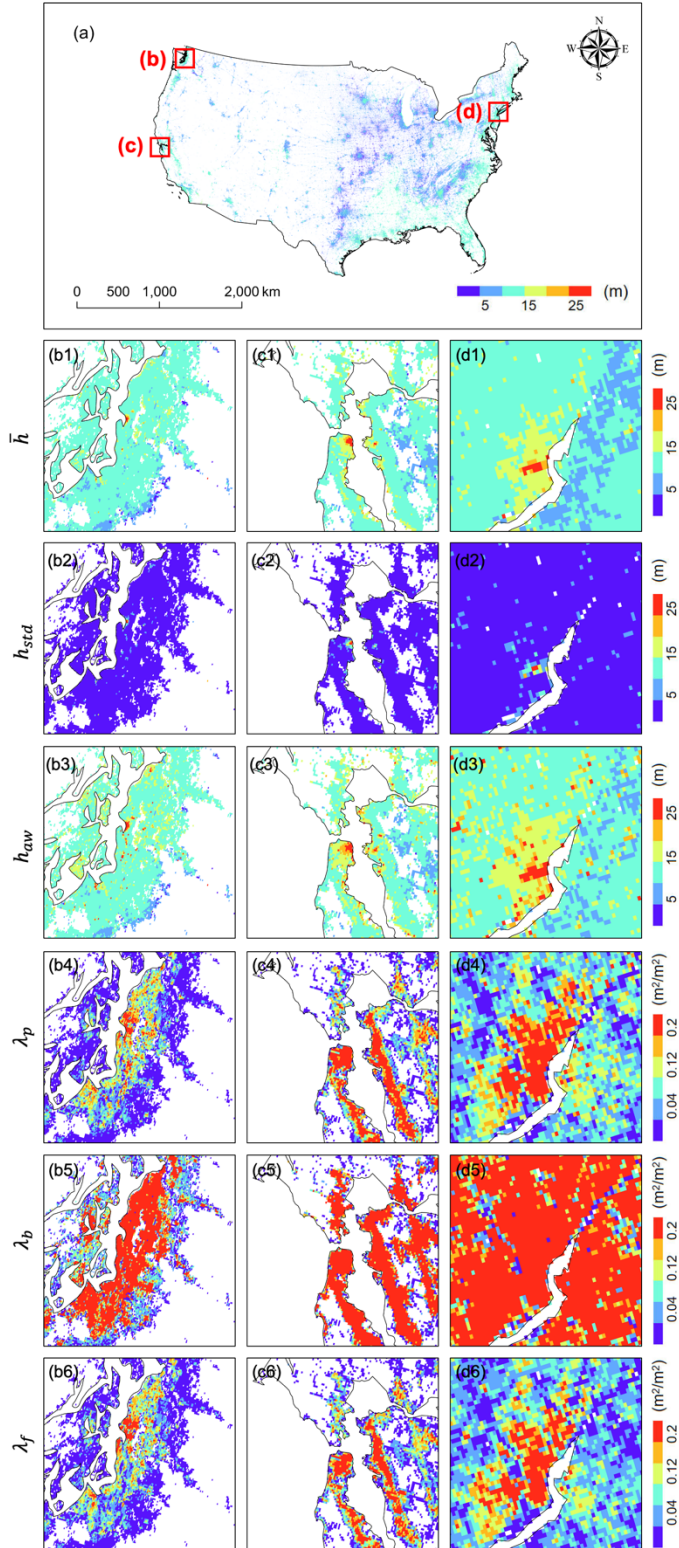 (a)
N
W E
S
(b)
(d)
(c)
0 500 1,000 2,000 km
5 15 25 (m)
(b1) (c1) (d1)
h̄
5 15 25 (m)
(b2) (c2) (d2)
h_std
5 15 25 (m)
(b3) (c3) (d3)
h_aw
5 15 25 (m)
(b4) (c4) (d4)
λ_p
0.04 0.12 0.2 (m²/m²)
(b5) (c5) (d5)
λ_b
0.04 0.12 0.2 (m²/m²)
(b6) (c6) (d6)
λ_f
0.04 0.12 0.2 (m²/m²)